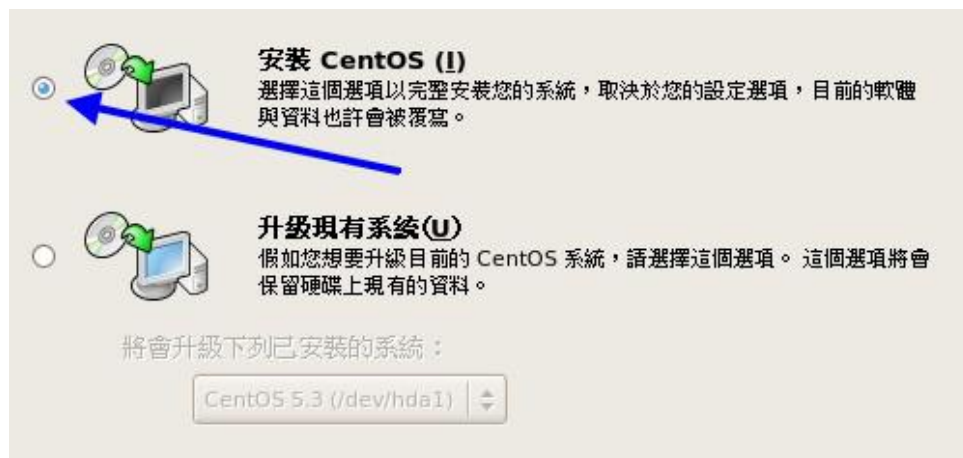 安裝 CentOS (I)
選擇這個選項以完整安裝您的系統，取決於您的設定選項，目前的軟體
與資料也許會被覆寫。
升級現有系統(U)
假如您想要升級目前的 CentOS 系統，請選擇這個選項。 這個選項將會
保留硬碟上現有的資料。
將會升級下列已安裝的系統：
CentOS 5.3 (/dev/hda1)